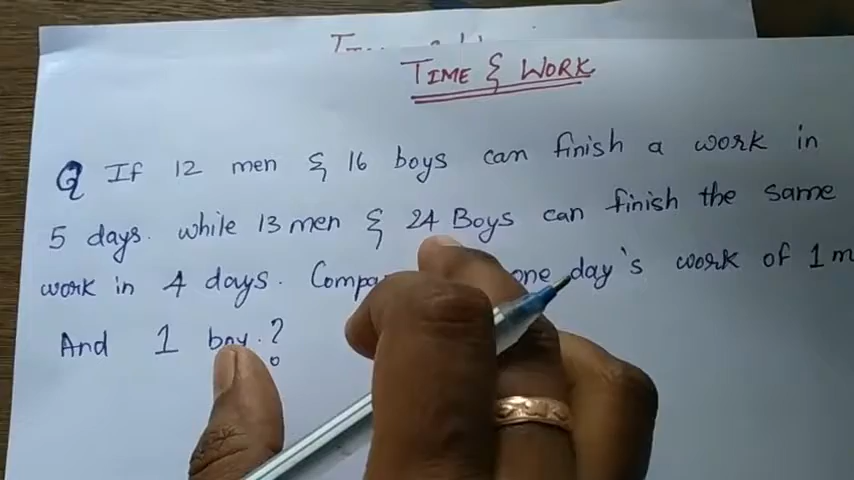 TIME & WORK
Q If 12 men & 16 boys can finish a work in
5 days. while 13 men & 24 Boys can finish the same
work in 4 days. one day's work of 1
And 1 boy.?